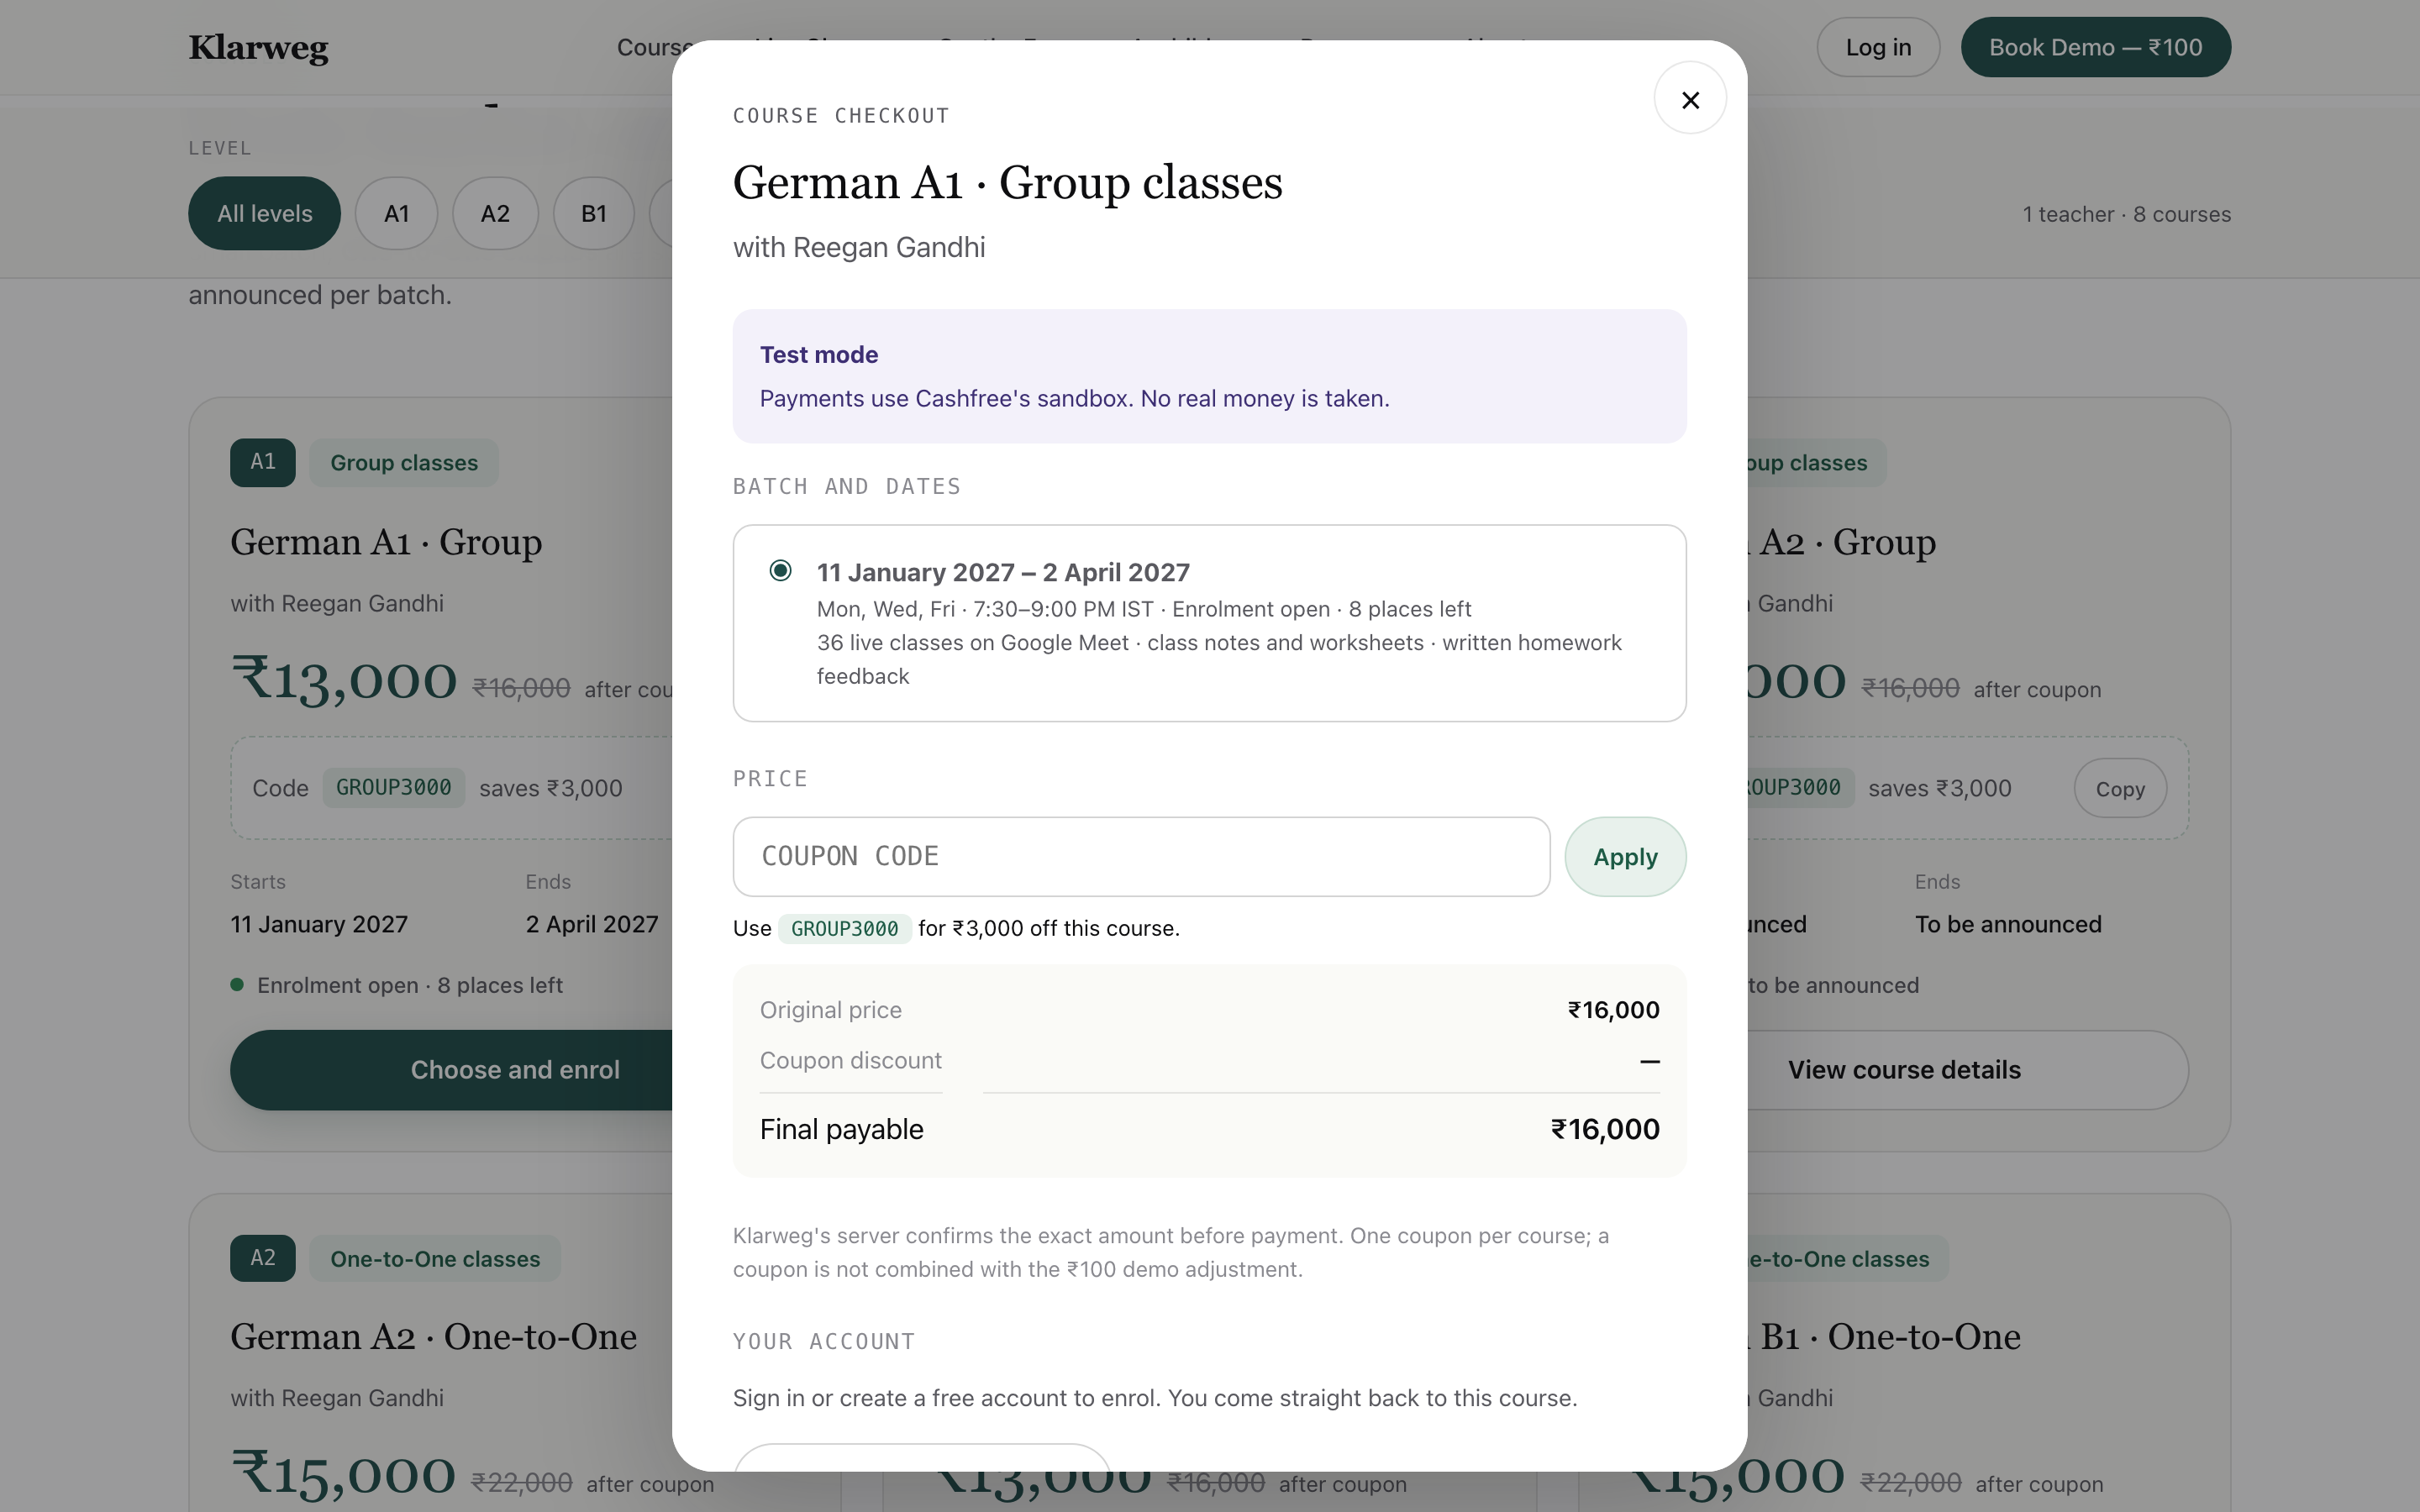 Klarweg
Log in
Book Demo — ₹100
LEVEL
All levels
A1
A2
B1
1 teacher · 8 courses
announced per batch.
A1
Group classes
German A1 · Group
with Reegan Gandhi
₹13,000 ₹16,000 after
Code GROUP3000 saves ₹3,000
Starts
Ends
11 January 2027
2 April 2027
Enrolment open · 8 places left
Choose and enrol
A2
One-to-One classes
German A2 · One-to-One
with Reegan Gandhi
₹15,000 ₹22,000 after coupon
COURSE CHECKOUT
×
German A1 · Group classes
with Reegan Gandhi
Test mode
Payments use Cashfree's sandbox. No real money is taken.
BATCH AND DATES
11 January 2027 – 2 April 2027
Mon, Wed, Fri · 7:30–9:00 PM IST · Enrolment open · 8 places left
36 live classes on Google Meet · class notes and worksheets · written homework
feedback
PRICE
COUPON CODE
Apply
Use GROUP3000 for ₹3,000 off this course.
Original price
₹16,000
Coupon discount
—
Final payable
₹16,000
Klarweg's server confirms the exact amount before payment. One coupon per course; a
coupon is not combined with the ₹100 demo adjustment.
YOUR ACCOUNT
Sign in or create a free account to enrol. You come straight back to this course.
₹13,000 ₹16,000 after coupon
classes
A2 · Group
Gandhi
₹16,000 after coupon
saves ₹3,000
Copy
Ends
To be announced
to be announced
View course details
classes
B1 · One-to-One
Gandhi
₹15,000 ₹22,000 after coupon